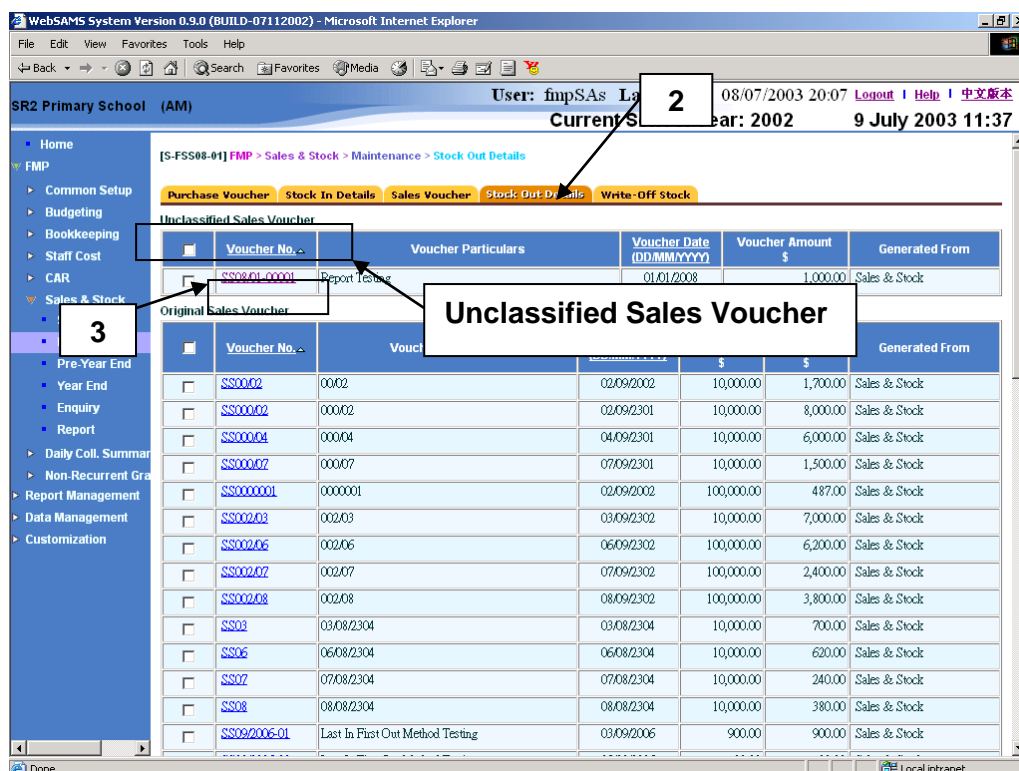 WebSAMS System Version 0.9.0 (BUILD-07112002) - Microsoft Internet Explorer
File Edit View Favorites Tools Help
Back Search Favorites Media
SR2 Primary School (AM)
User: fmpSAs La 08/07/2003 20:07 Logout | Help | 中文版本
Current S ear: 2002 9 July 2003 11:37
2
Home
FMP
Common Setup
Budgeting
Bookkeeping
Staff Cost
CAR
Sales & Stock
3
Pre-Year End
Year End
Enquiry
Report
Daily Coll. Summar
Non-Recurrent Gra
Report Management
Data Management
Customization
[S-FSS08-01] FMP > Sales & Stock > Maintenance > Stock Out Details
Purchase Voucher Stock In Details Sales Voucher Stock Out Details Write-Off Stock
Unclassified Sales Voucher
Voucher No. Voucher Particulars Voucher Date (DD/MM/YYYY) Voucher Amount $ Generated From
SS08/01-00001 Report Testing 01/01/2008 1,000.00 Sales & Stock
Unclassified Sales Voucher
Original Sales Voucher
Voucher No. Vouch (DD/MM/YYYY) $ $ Generated From
SS00/02 00/02 02/09/2002 10,000.00 1,700.00 Sales & Stock
SS000/02 000/02 02/09/2301 10,000.00 8,000.00 Sales & Stock
SS000/04 000/04 04/09/2301 10,000.00 6,000.00 Sales & Stock
SS000/07 000/07 07/09/2301 10,000.00 1,500.00 Sales & Stock
SS0000001 0000001 02/09/2002 100,000.00 487.00 Sales & Stock
SS002/03 002/03 03/09/2302 10,000.00 7,000.00 Sales & Stock
SS002/06 002/06 06/09/2302 100,000.00 6,200.00 Sales & Stock
SS002/07 002/07 07/09/2302 100,000.00 2,400.00 Sales & Stock
SS002/08 002/08 08/09/2302 100,000.00 3,800.00 Sales & Stock
SS03 03/08/2304 03/08/2304 10,000.00 700.00 Sales & Stock
SS06 06/08/2304 06/08/2304 10,000.00 620.00 Sales & Stock
SS07 07/08/2304 07/08/2304 10,000.00 240.00 Sales & Stock
SS08 08/08/2304 08/08/2304 10,000.00 380.00 Sales & Stock
SS09/2006-01 Last In First Out Method Testing 03/09/2006 900.00 900.00 Sales & Stock
Done Local intranet